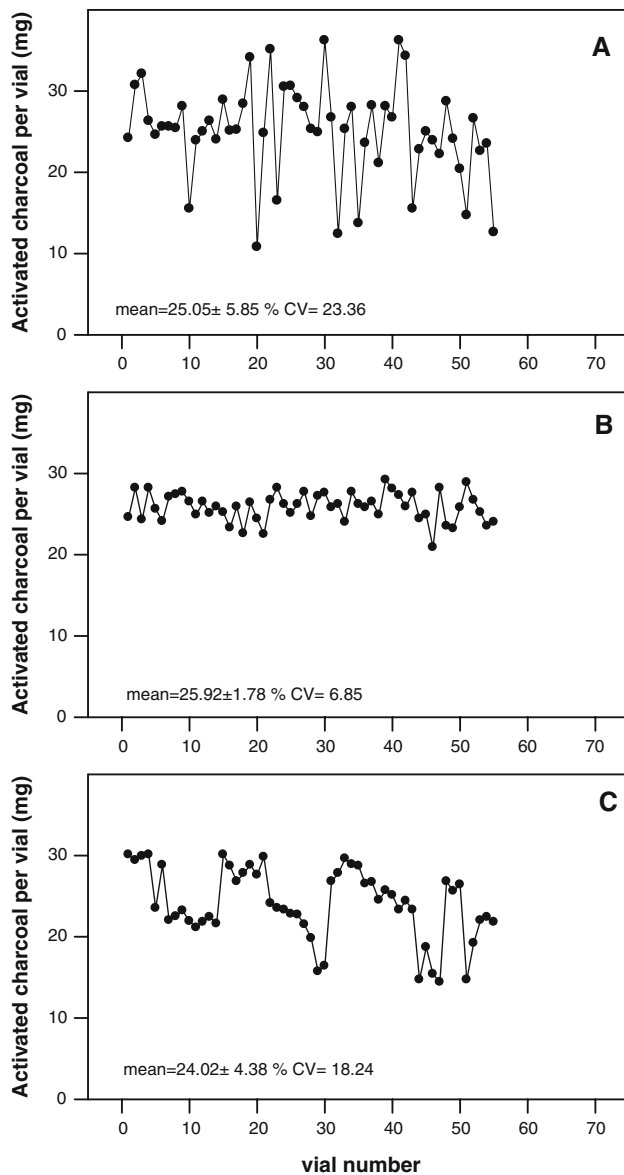 A
Activated charcoal per vial (mg)
30
20
10
0
mean=25.05± 5.85 % CV= 23.36
0 10 20 30 40 50 60 70
B
Activated charcoal per vial (mg)
30
20
10
0
mean=25.92±1.78 % CV= 6.85
0 10 20 30 40 50 60 70
C
Activated charcoal per vial (mg)
30
20
10
0
mean=24.02± 4.38 % CV= 18.24
0 10 20 30 40 50 60 70
vial number